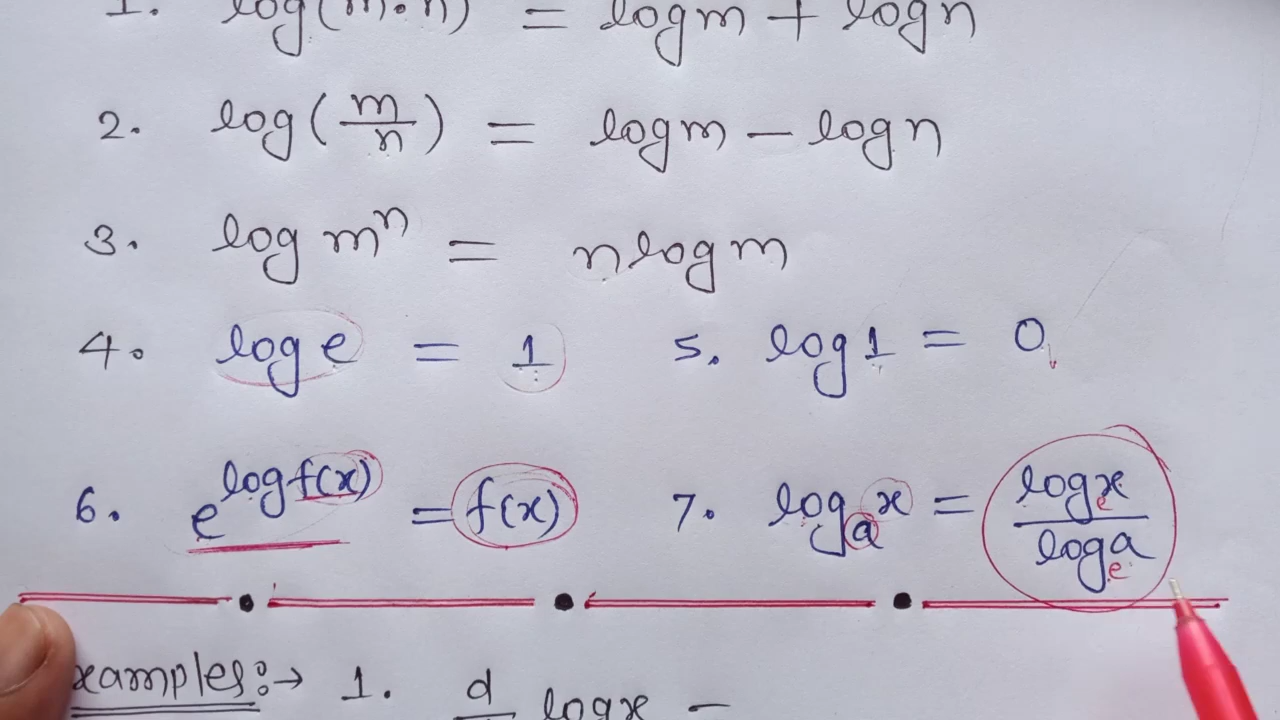 1. log(m·n) = logm + logn
2. log(m/n) = logm − logn
3. log mⁿ = nlogm
4. loge = 1 5. log1 = 0
6. e^logf(x) = f(x) 7. logₐx = logₑx / logₑa
xamples:→ 1. d logx =